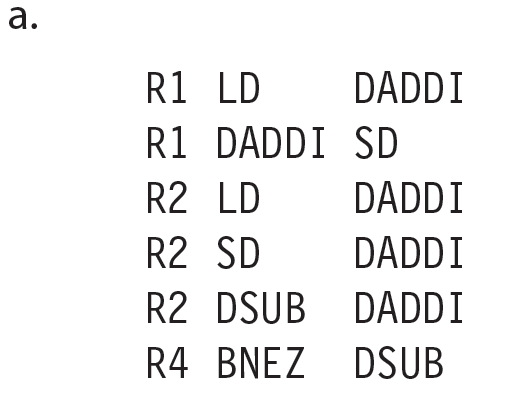 a.
R1 LD DADDI
R1 DADDI SD
R2 LD DADDI
R2 SD DADDI
R2 DSUB DADDI
R4 BNEZ DSUB